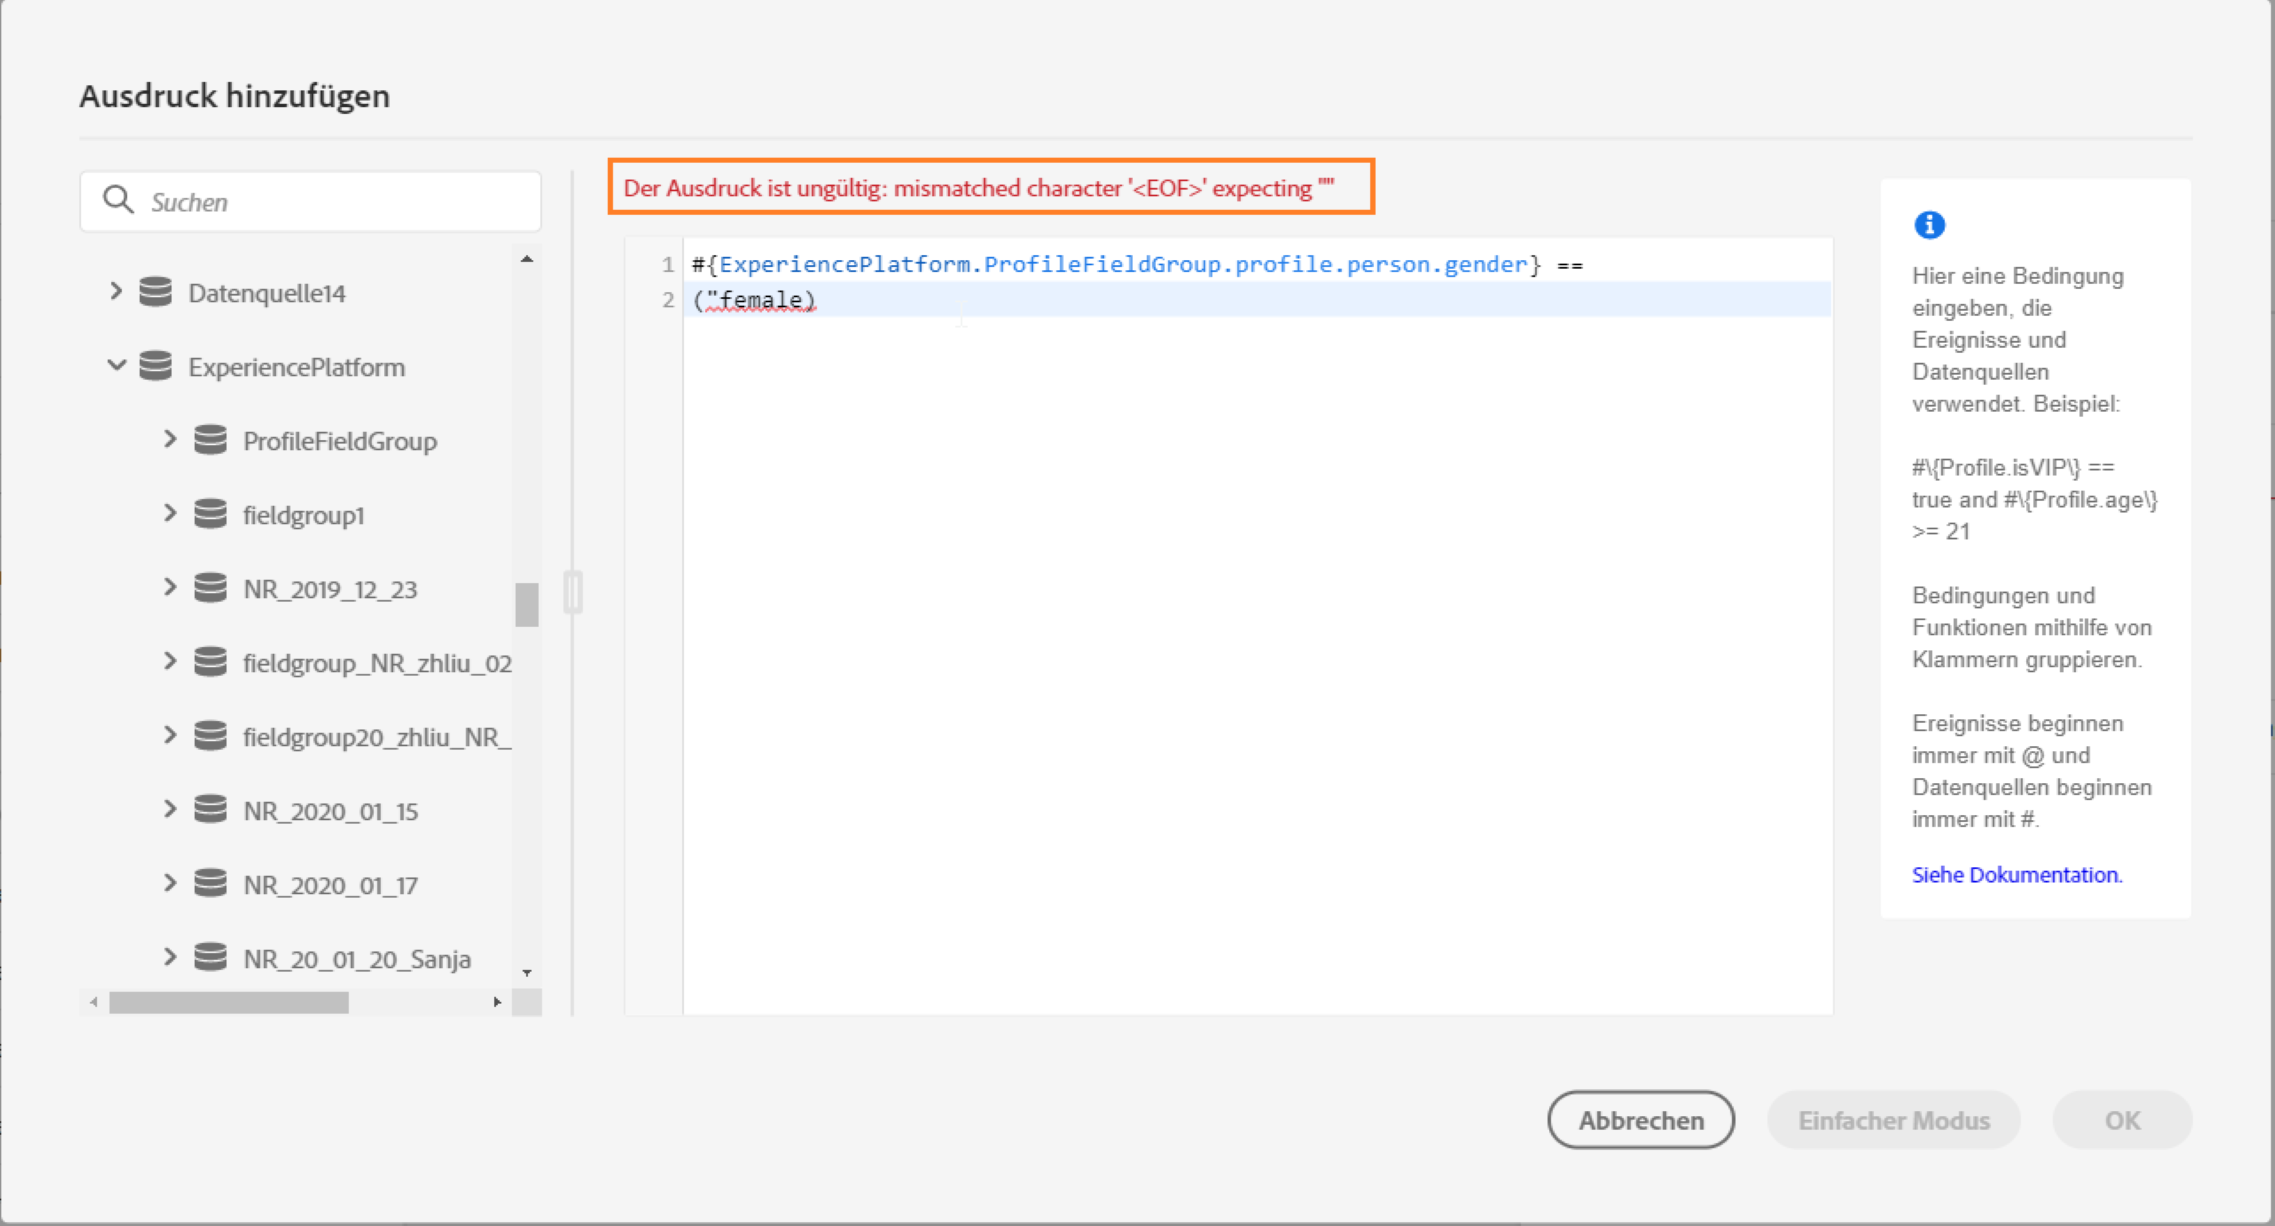 Ausdruck hinzufügen
Suchen
Datenquelle14
ExperiencePlatform
ProfileFieldGroup
fieldgroup1
NR_2019_12_23
fieldgroup_NR_zhliu_02
fieldgroup20_zhliu_NR_
NR_2020_01_15
NR_2020_01_17
NR_20_01_20_Sanja
Der Ausdruck ist ungültig: mismatched character '<EOF>' expecting '"'
1 #{ExperiencePlatform.ProfileFieldGroup.profile.person.gender} ==
2 ("female)
Hier eine Bedingung
eingeben, die
Ereignisse und
Datenquellen
verwendet. Beispiel:
#\{Profile.isVIP\} ==
true and #\{Profile.age\}
>= 21
Bedingungen und
Funktionen mithilfe von
Klammern gruppieren.
Ereignisse beginnen
immer mit @ und
Datenquellen beginnen
immer mit #.
Siehe Dokumentation.
Abbrechen
Einfacher Modus
OK